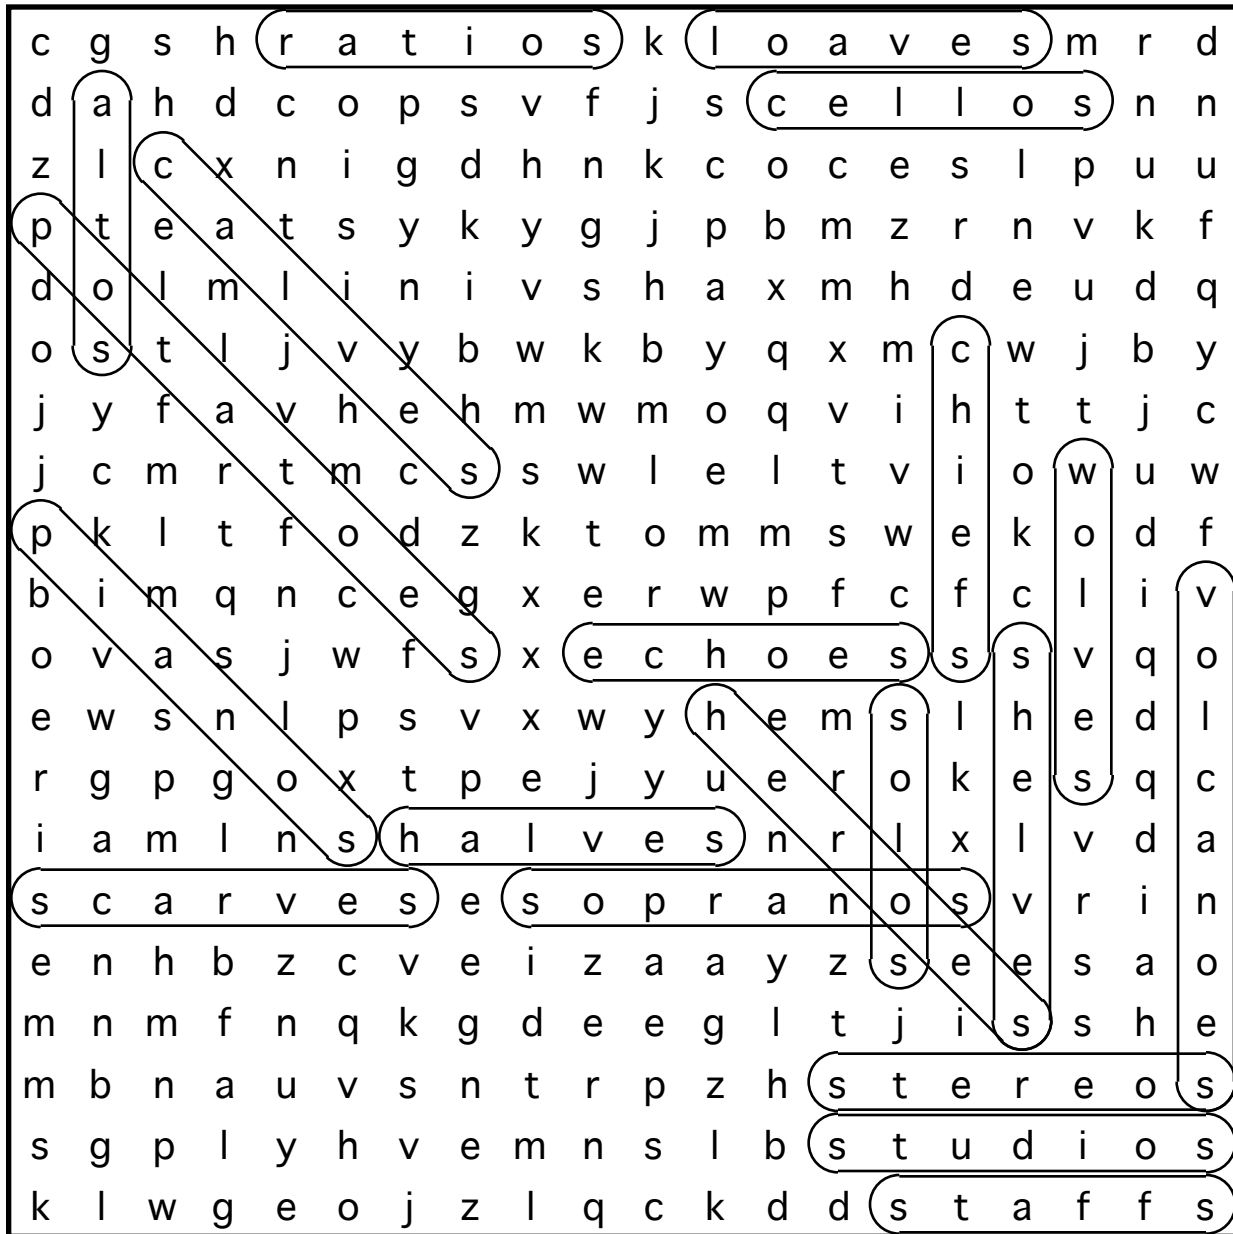 c g s h r a t i o s k l o a v e s m r d
d a h d c o p s v f j s c e l l o s n n
z l c x n i g d h n k c o c e s l p u u
p t e a t s y k y g j p b m z r n v k f
d o l m l i n i v s h a x m h d e u d q
o s t l j v y b w k b y q x m c w j b y
j y f a v h e h m w m o q v i h t t j c
j c m r t m c s s w l e l t v i o w u w
p k l t f o d z k t o m m s w e k o d f
b i m q n c e g x e r w p f c f c l i v
o v a s j w f s x e c h o e s s s v q o
e w s n l p s v x w y h e m s l h e d l
r g p g o x t p e j y u e r o k e s q c
i a m l n s h a l v e s n r l x l v d a
s c a r v e s e s o p r a n o s v r i n
e n h b z c v e i z a a y z s e e s a o
m n m f n q k g d e e g l t j i s s h e
m b n a u v s n t r p z h s t e r e o s
s g p l y h v e m n s l b s t u d i o s
k l w g e o j z l q c k d d s t a f f s